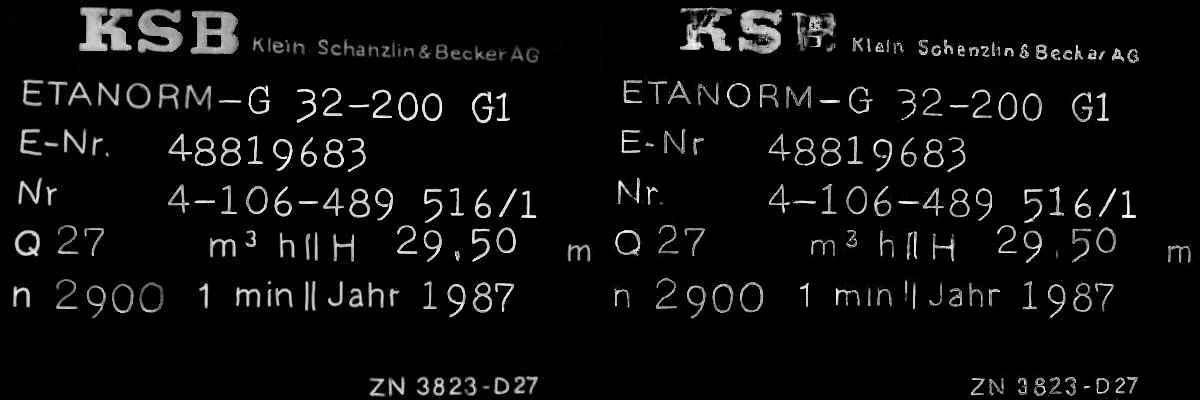 KSB Klein Schanzlin & Becker AG
ETANORM-G 32-200 G1
E-Nr. 48819683
Nr 4-106-489 516/1
Q 27 m³ h || H 29.50 m
n 2900 1 min || Jahr 1987
ZN 3823-D27
KSB Klein Schanzlin & Becker AG
ETANORM-G 32-200 G1
E-Nr 48819683
Nr. 4-106-489 516/1
Q 27 m³ h || H 29.50 m
n 2900 1 min || Jahr 1987
ZN 3823-D27